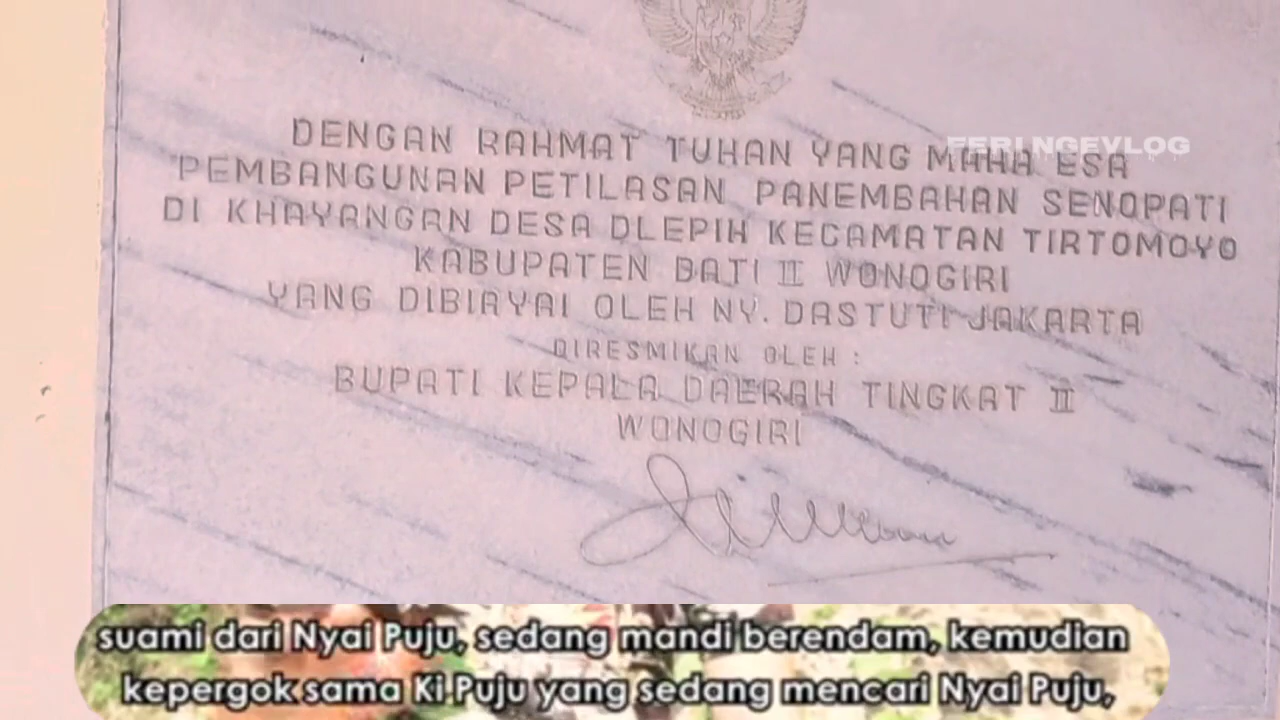 DENGAN RAHMAT TUHAN YANG MAHA ESA
FERI NGEVLOG
PEMBANGUNAN PETILASAN PANEMBAHAN SENOPATI
DI KHAYANGAN DESA DLEPIH KECAMATAN TIRTOMOYO
KABUPATEN DATI II WONOGIRI
YANG DIBIAYAI OLEH NY. DASTUTI JAKARTA
DIRESMIKAN OLEH :
BUPATI KEPALA DAERAH TINGKAT II
WONOGIRI
suami dari Nyai Puju, sedang mandi berendam, kemudian
kepergok sama Ki Puju yang sedang mencari Nyai Puju,